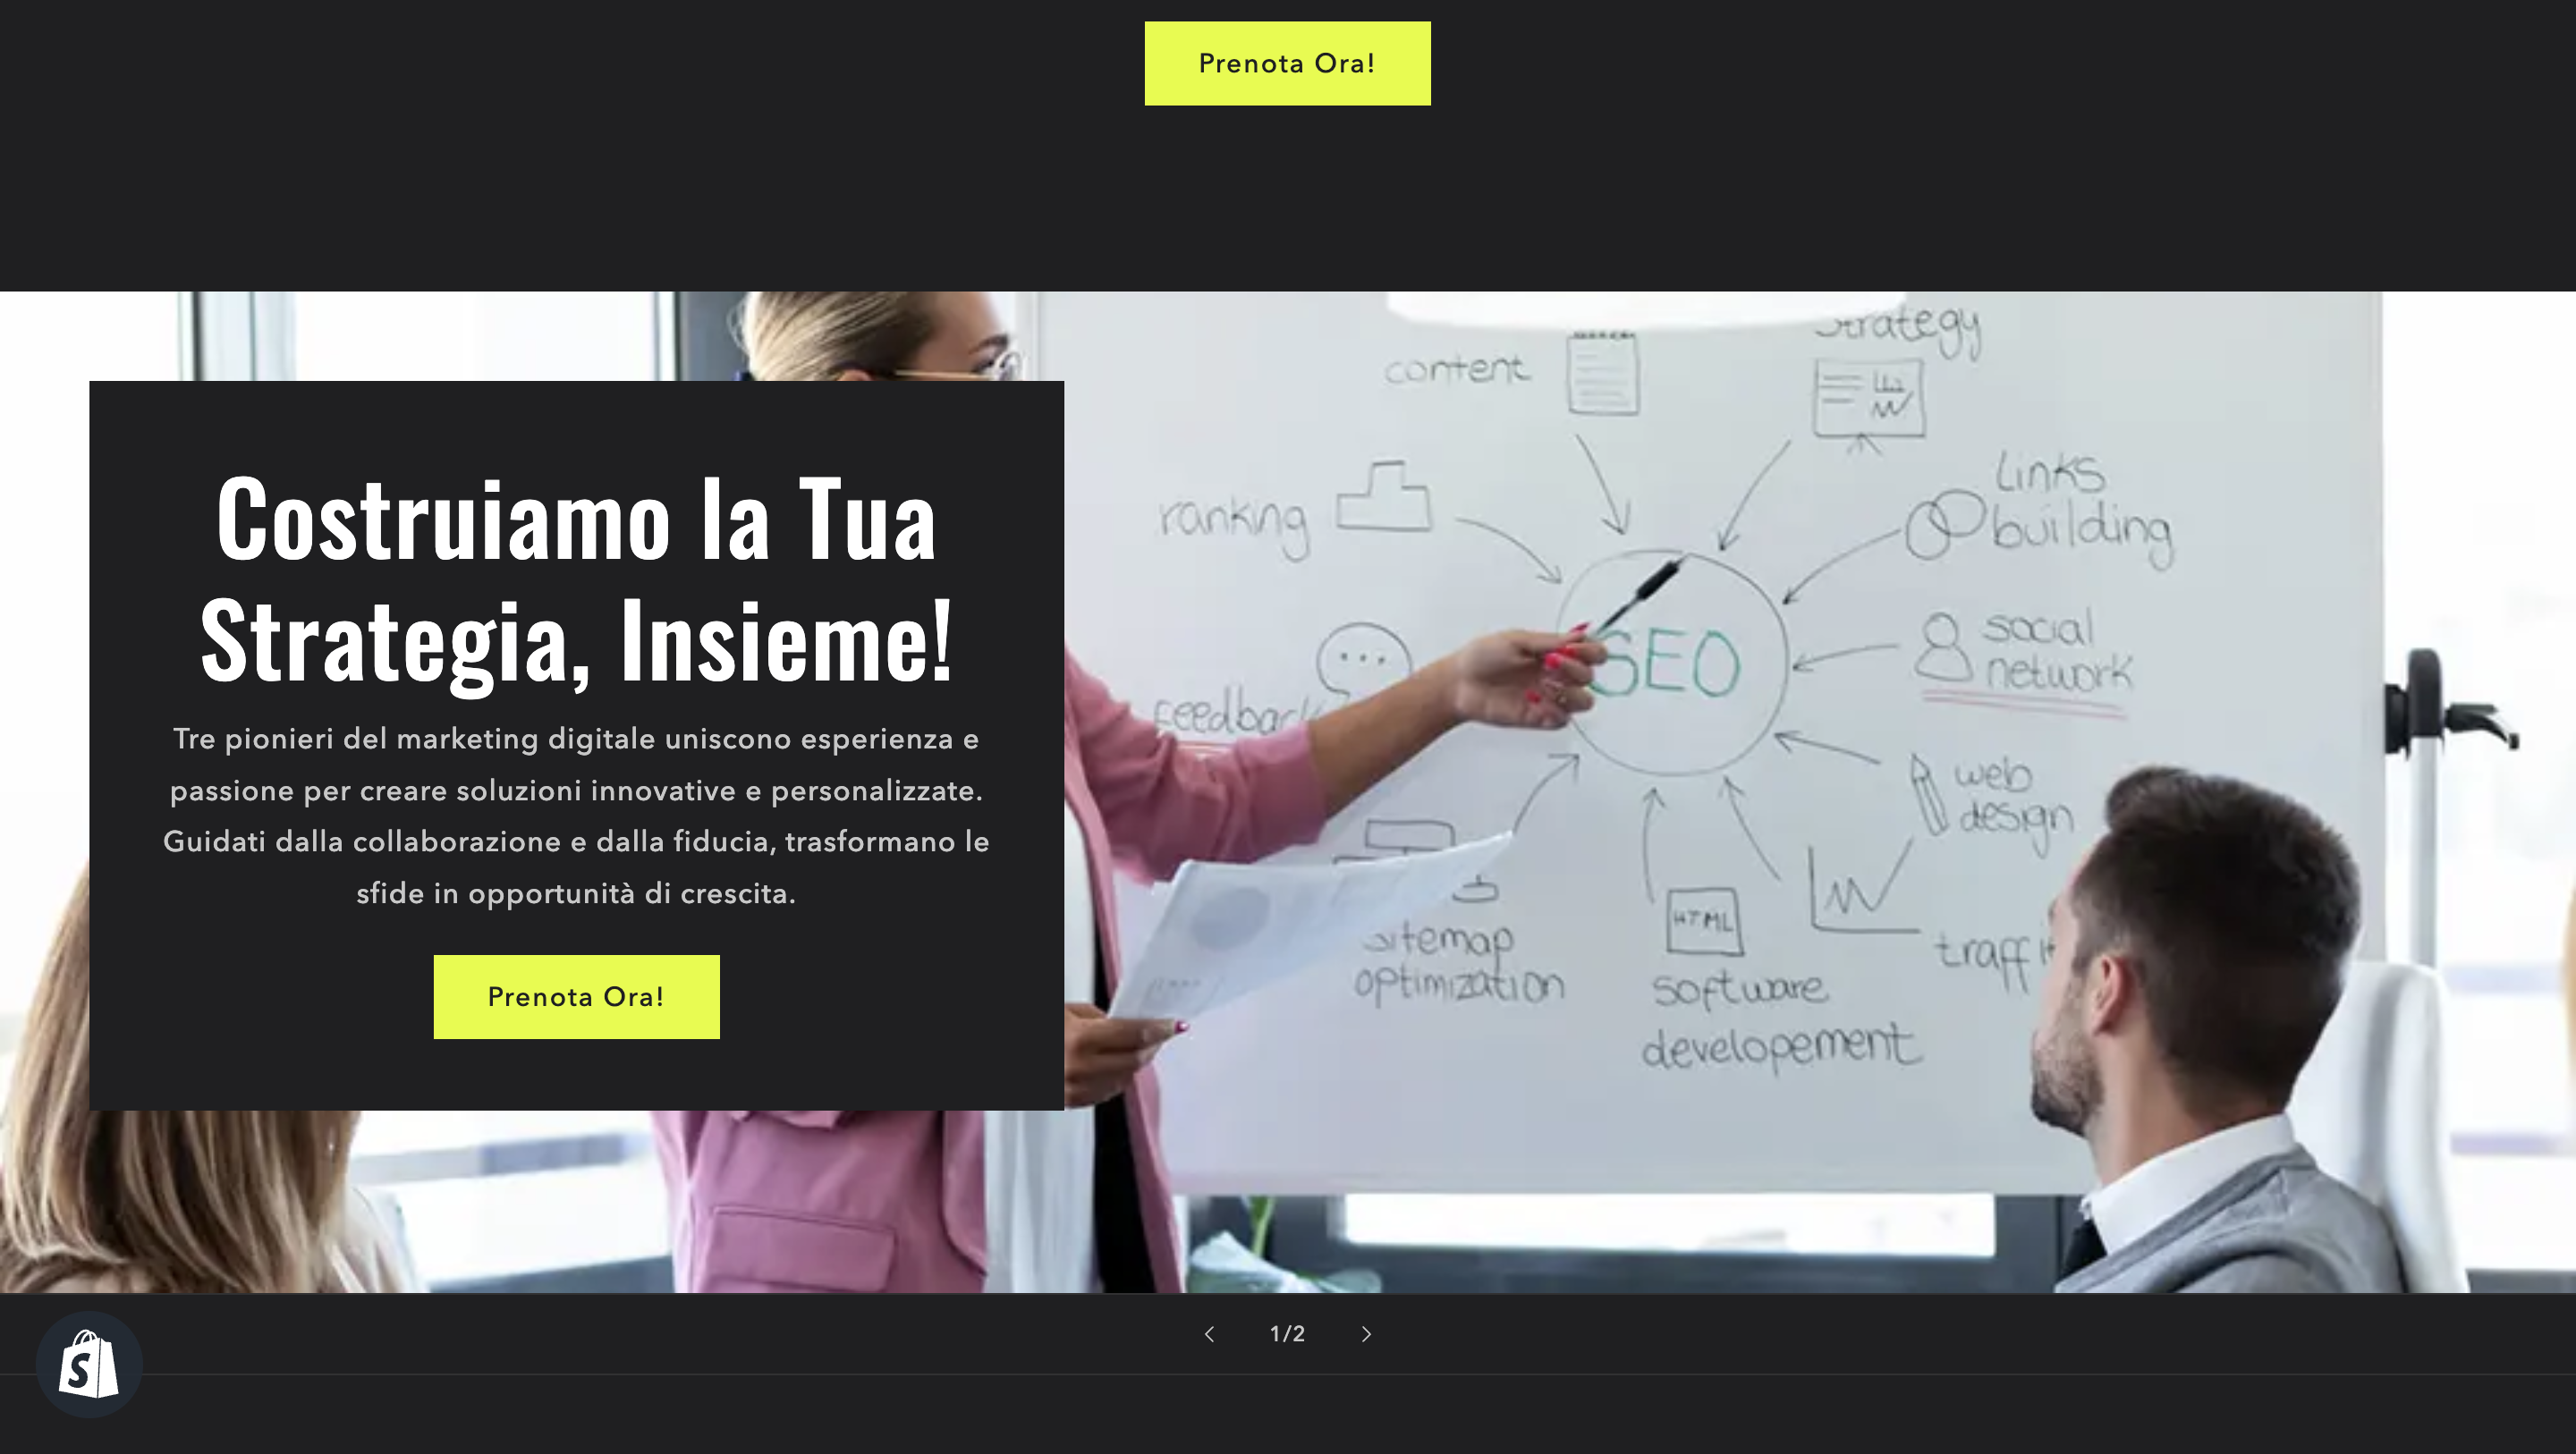 Prenota Ora!
Costruiamo la Tua
Strategia, Insieme!
Tre pionieri del marketing digitale uniscono esperienza e
passione per creare soluzioni innovative e personalizzate.
Guidati dalla collaborazione e dalla fiducia, trasformano le
sfide in opportunità di crescita.
Prenota Ora!
strategy
content
links
building
ranking
social
network
SEO
feedback
web
design
HTML
traffi
sitemap
optimization
software
developement
1/2
S